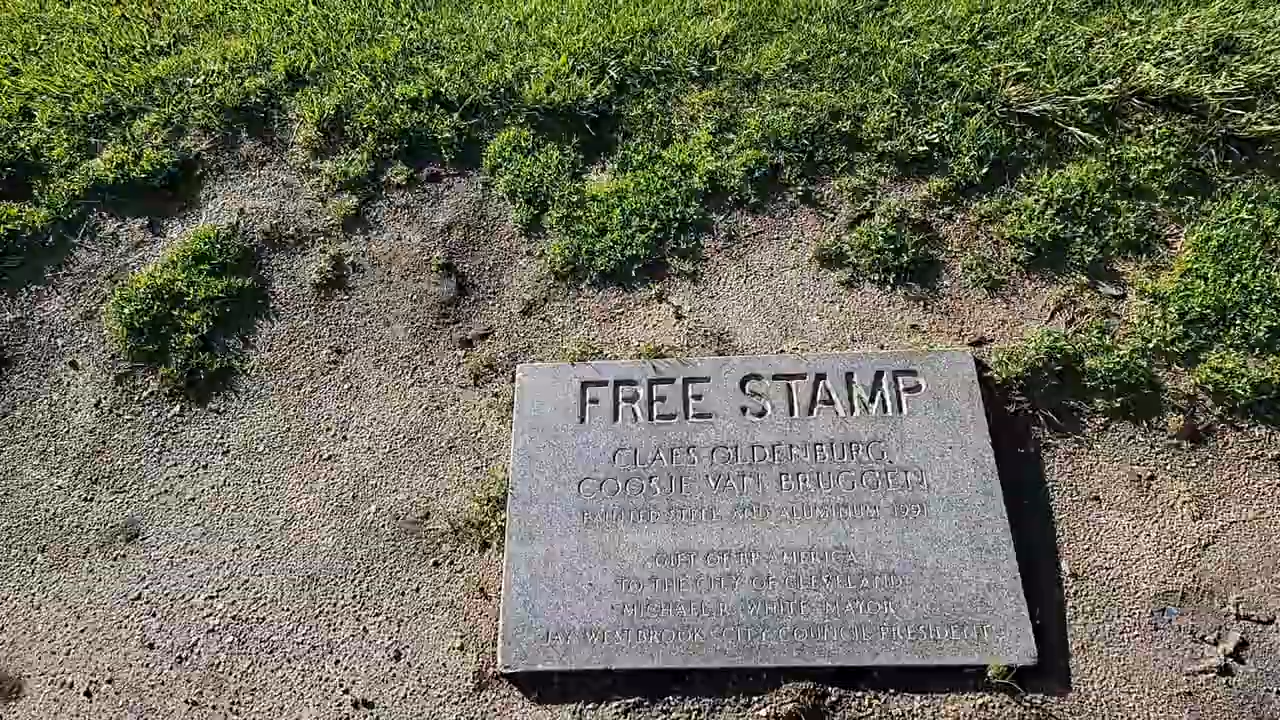 FREE STAMP
CLAES OLDENBURG
COOSJE VAN BRUGGEN
PAINTED STEEL AND ALUMINUM 1991
GIFT OF BP AMERICA
TO THE CITY OF CLEVELAND
MICHAEL R. WHITE, MAYOR
JAY WESTBROOK, CITY COUNCIL PRESIDENT